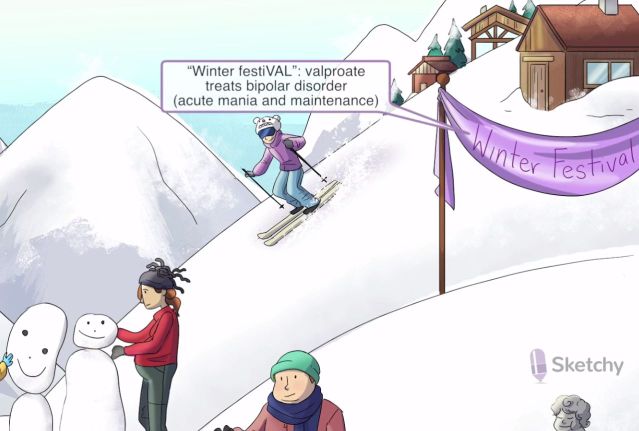 “Winter festiVAL”: valproate
treats bipolar disorder
(acute mania and maintenance)
Winter Festival
Sketchy